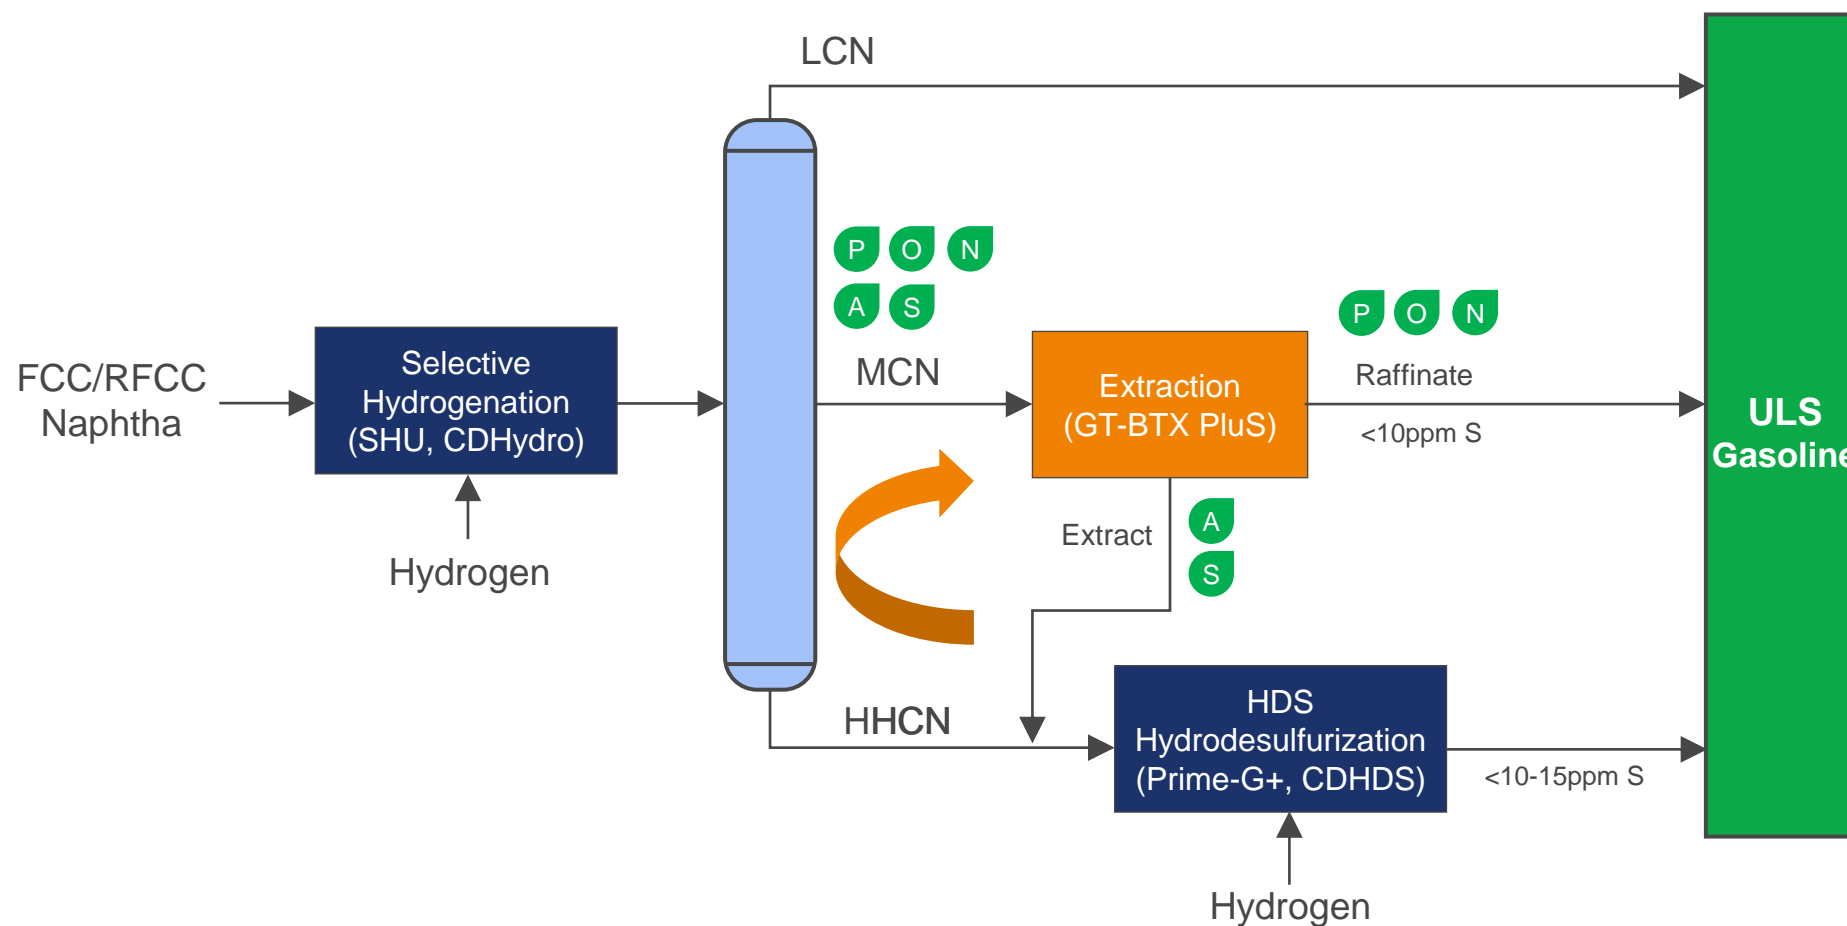 LCN
P O N
A S
P O N
FCC/RFCC
Naphtha
Selective
Hydrogenation
(SHU, CDHydro)
MCN
Extraction
(GT-BTX PluS)
Raffinate
<10ppm S
ULS
Gasoline
Hydrogen
Extract
A
S
HHCN
HDS
Hydrodesulfurization
(Prime-G+, CDHDS)
<10-15ppm S
Hydrogen